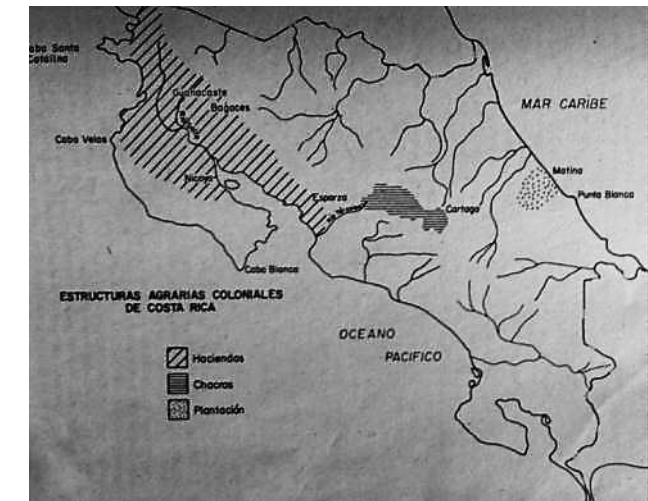 Cabo Santa
Catalina
Guanacaste
Bagaces
MAR CARIBE
Cabo Velas
Nicoya
Esparza
Matina
Punta Blanca
Cartago
Cabo Blanco
ESTRUCTURAS AGRARIAS COLONIALES
DE COSTA RICA
OCEANO
PACIFICO
Haciendas
Chacras
Plantación